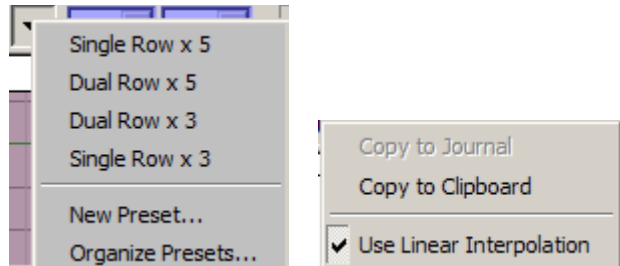 Single Row x 5
Dual Row x 5
Dual Row x 3
Single Row x 3
New Preset...
Organize Presets...
Copy to Journal
Copy to Clipboard
Use Linear Interpolation